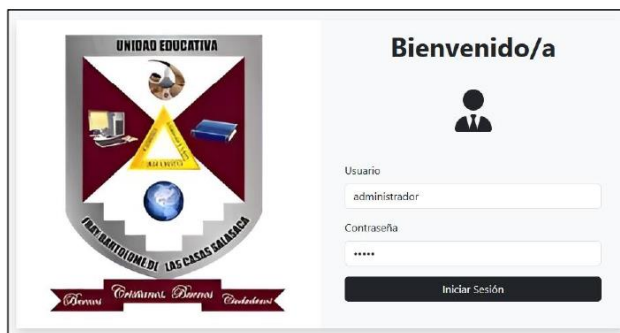 UNIDAD EDUCATIVA
FRAY BARTOLOMÉ DE LAS CASAS SALASACA
Buenos Cristianos, Buenos Ciudadanos
Bienvenido/a
Usuario
administrador
Contraseña
•••••
Iniciar Sesión